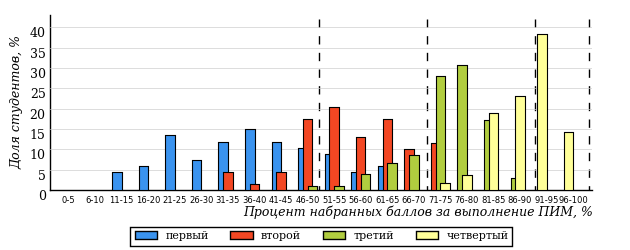 Доля студентов, %
40
35
30
25
20
15
10
5
0
0-5 6-10 11-15 16-20 21-25 26-30 31-35 36-40 41-45 46-50 51-55 56-60 61-65 66-70 71-75 76-80 81-85 86-90 91-95 96-100
Процент набранных баллов за выполнение ПИМ, %
первый второй третий четвертый